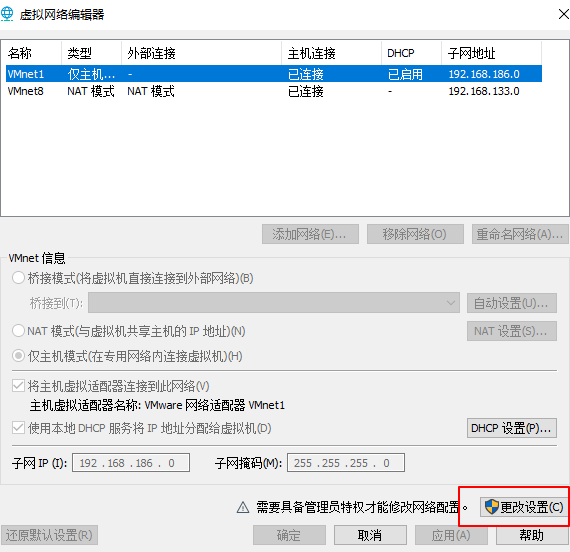 虚拟网络编辑器
名称 类型 外部连接 主机连接 DHCP 子网地址
VMnet1 仅主机... - 已连接 已启用 192.168.186.0
VMnet8 NAT 模式 NAT 模式 已连接 - 192.168.133.0
添加网络(E)... 移除网络(O) 重命名网络(A)...
VMnet 信息
桥接模式(将虚拟机直接连接到外部网络)(B)
桥接到(T): 自动设置(U)...
NAT 模式(与虚拟机共享主机的 IP 地址)(N) NAT 设置(S)...
仅主机模式(在专用网络内连接虚拟机)(H)
将主机虚拟适配器连接到此网络(V)
主机虚拟适配器名称: VMware 网络适配器 VMnet1
使用本地 DHCP 服务将 IP 地址分配给虚拟机(D) DHCP 设置(P)...
子网 IP (I): 192 . 168 . 186 . 0 子网掩码(M): 255 . 255 . 255 . 0
需要具备管理员特权才能修改网络配置。 更改设置(C)
还原默认设置(R) 确定 取消 应用(A) 帮助